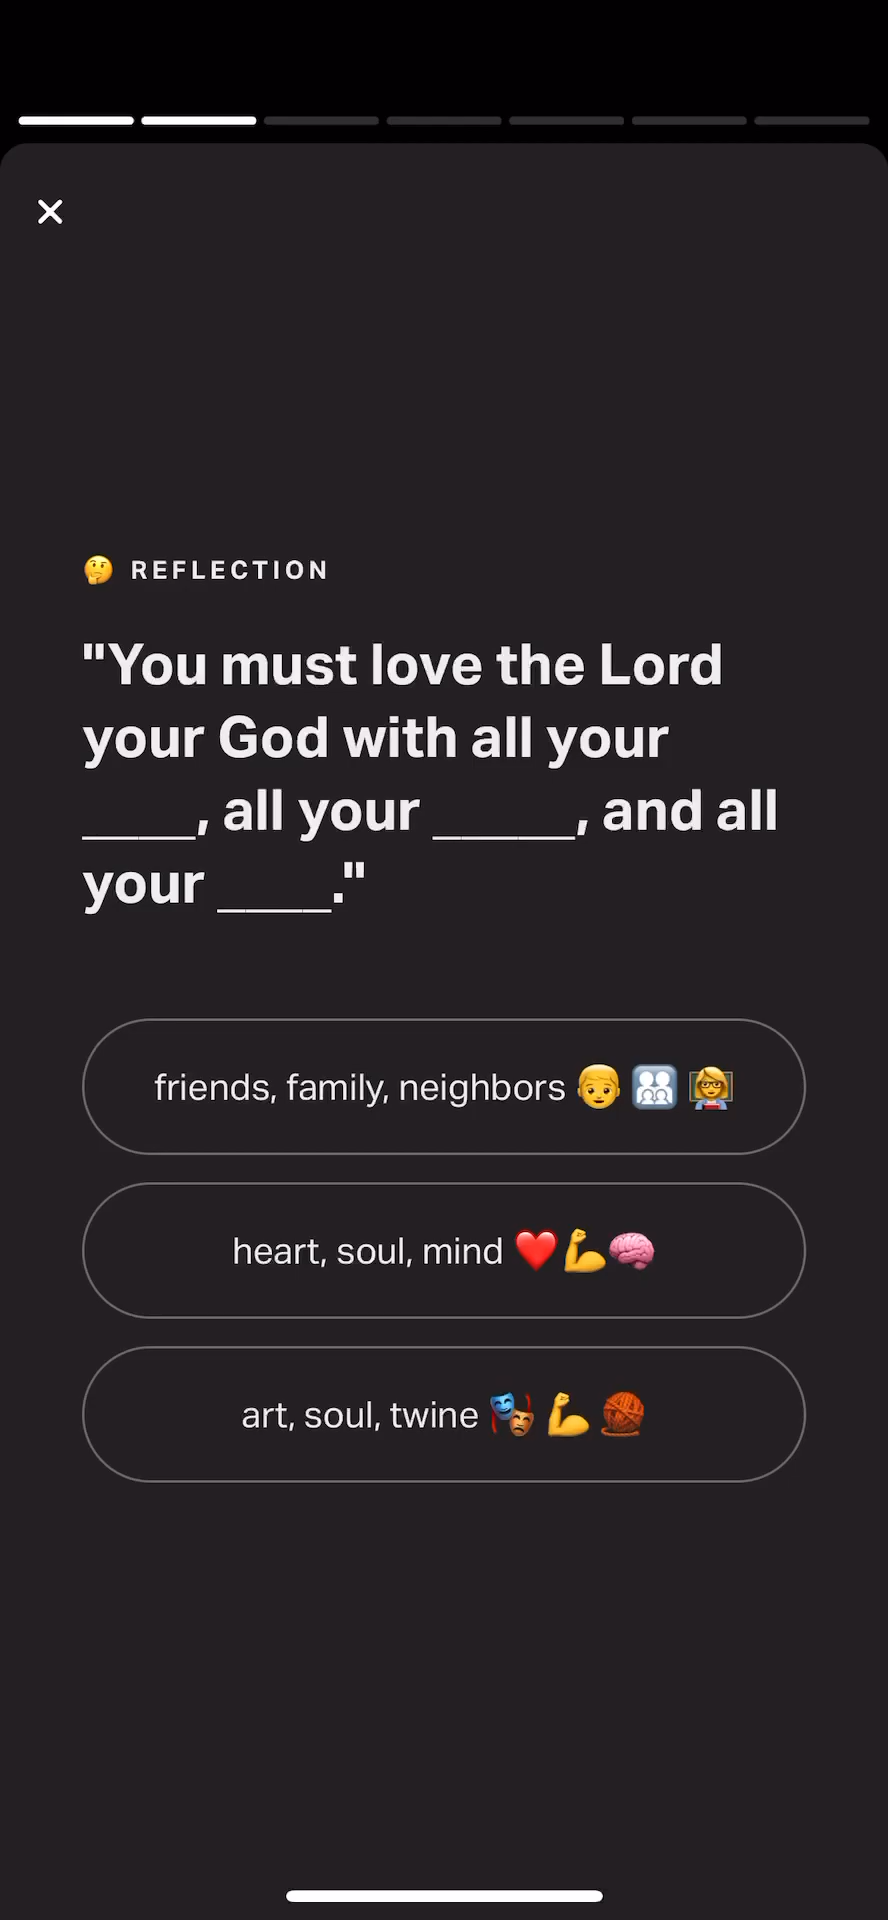 🤔 REFLECTION
"You must love the Lord
your God with all your
____, all your _____, and all
your ____."
friends, family, neighbors 🧑 👨‍👩‍👧‍👦 👩‍🏫
heart, soul, mind ❤️💪🧠
art, soul, twine 🎭 💪 🧶